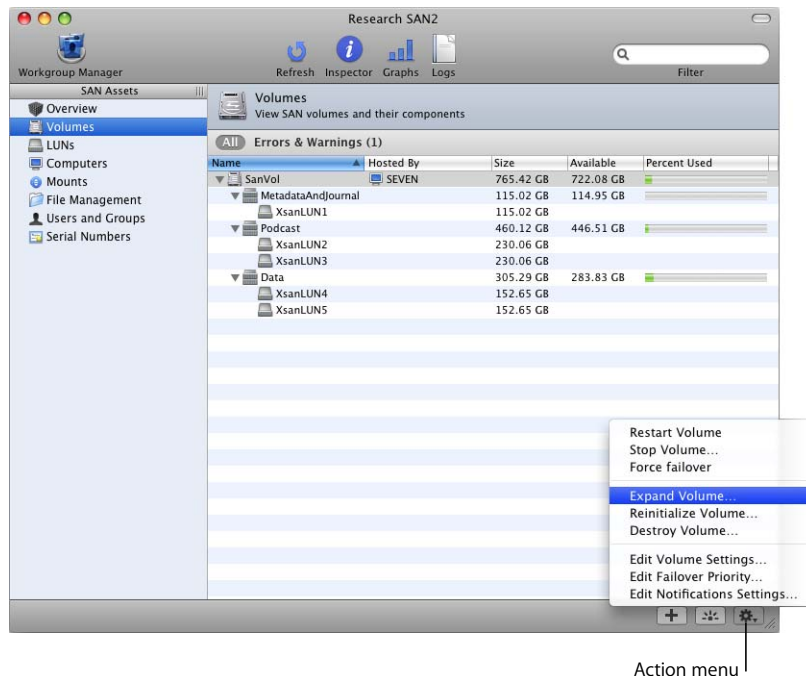 Research SAN2
Workgroup Manager
Refresh Inspector Graphs Logs
Filter
SAN Assets
Overview
Volumes
LUNs
Computers
Mounts
File Management
Users and Groups
Serial Numbers
Volumes
View SAN volumes and their components
All Errors & Warnings (1)
Name Hosted By Size Available Percent Used
SanVol SEVEN 765.42 GB 722.08 GB
MetadataAndJournal 115.02 GB 114.95 GB
XsanLUN1 115.02 GB
Podcast 460.12 GB 446.51 GB
XsanLUN2 230.06 GB
XsanLUN3 230.06 GB
Data 305.29 GB 283.83 GB
XsanLUN4 152.65 GB
XsanLUN5 152.65 GB
Restart Volume
Stop Volume...
Force failover
Expand Volume...
Reinitialize Volume...
Destroy Volume...
Edit Volume Settings...
Edit Failover Priority...
Edit Notifications Settings...
Action menu